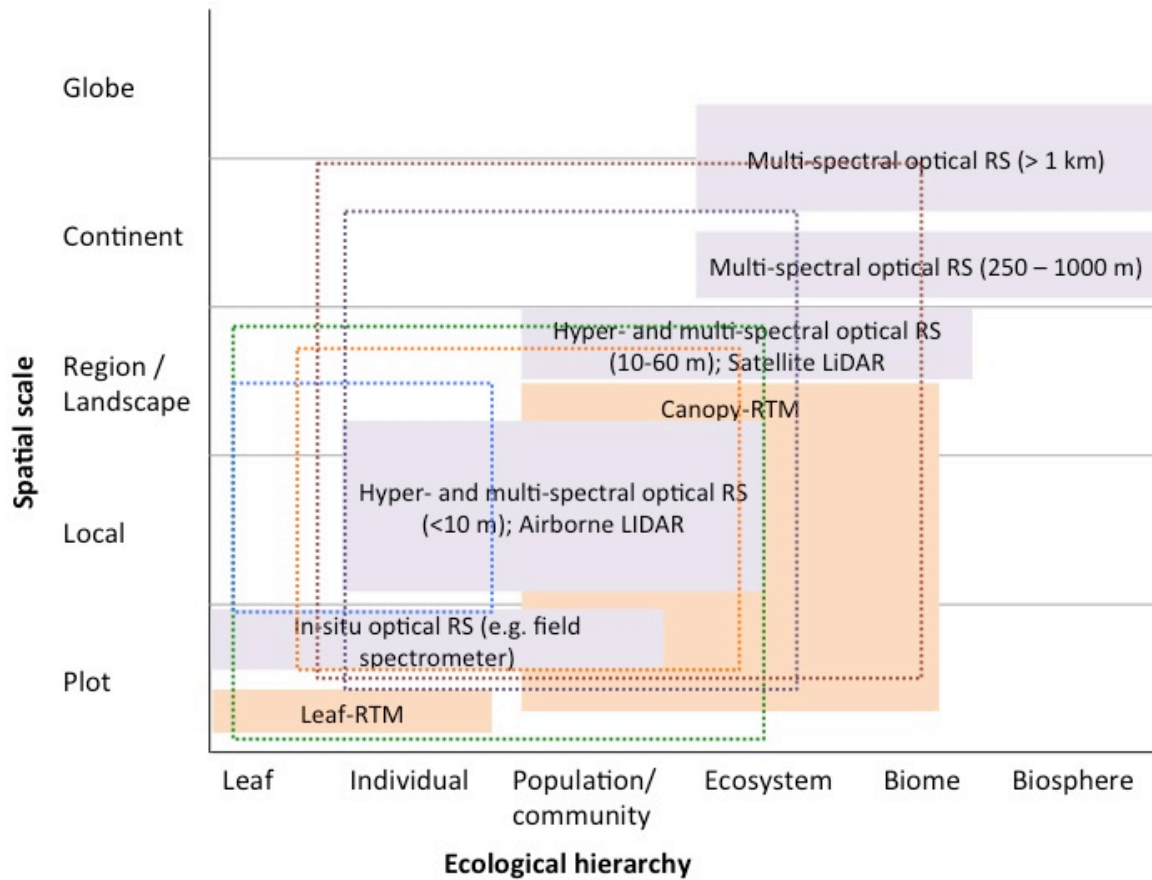 Globe
Multi-spectral optical RS (> 1 km)
Continent
Multi-spectral optical RS (250 – 1000 m)
Hyper- and multi-spectral optical RS
(10-60 m); Satellite LiDAR
Region /
Landscape
Canopy-RTM
Spatial scale
Hyper- and multi-spectral optical RS
(<10 m); Airborne LIDAR
Local
In-situ optical RS (e.g. field
spectrometer)
Plot
Leaf-RTM
Leaf
Individual
Population/
community
Ecosystem
Biome
Biosphere
Ecological hierarchy